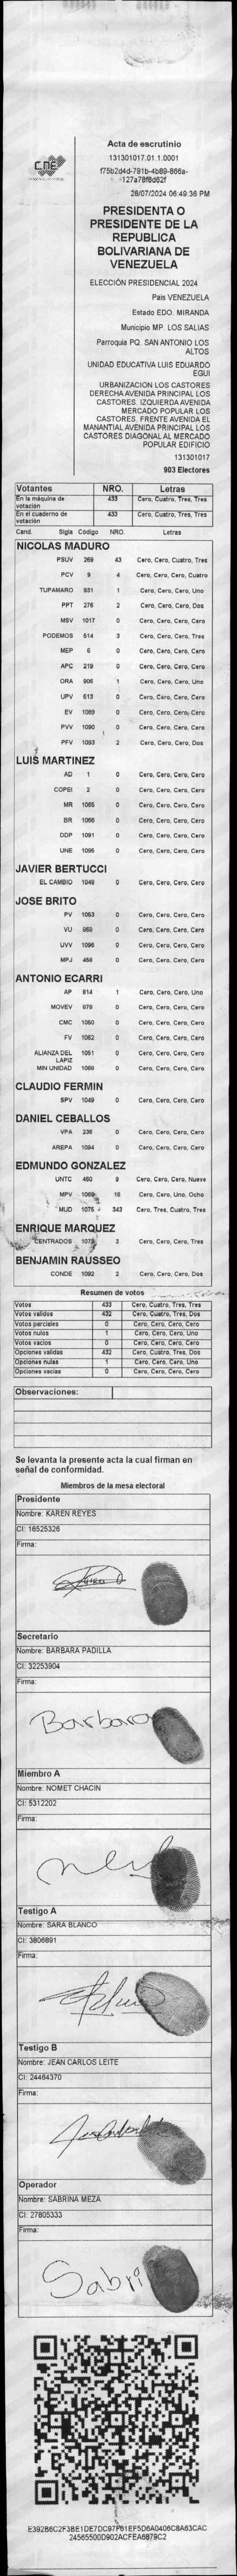 CNE
Acta de escrutinio
131301017.01.1.0001
f75b2d4d-791b-4b89-866a-
127a78f8d62f
28/07/2024 06:49:36 PM
PRESIDENTA O
PRESIDENTE DE LA
REPUBLICA
BOLIVARIANA DE
VENEZUELA
ELECCIÓN PRESIDENCIAL 2024
Pais VENEZUELA
Estado EDO. MIRANDA
Municipio MP. LOS SALIAS
Parroquia PQ. SAN ANTONIO LOS
ALTOS
UNIDAD EDUCATIVA LUIS EDUARDO
EGUI
URBANIZACION LOS CASTORES
DERECHA AVENIDA PRINCIPAL LOS
CASTORES. IZQUIERDA AVENIDA
MERCADO POPULAR LOS
CASTORES. FRENTE AVENIDA EL
MANANTIAL AVENIDA PRINCIPAL LOS
CASTORES DIAGONAL AL MERCADO
POPULAR EDIFICIO
131301017
903 Electores
Votantes NRO. Letras
En la máquina de votación 433 Cero, Cuatro, Tres, Tres
En el cuaderno de votación 433 Cero, Cuatro, Tres, Tres
Cand. Sigla Código NRO. Letras
NICOLAS MADURO
PSUV 269 43 Cero, Cero, Cuatro, Tres
PCV 9 4 Cero, Cero, Cero, Cuatro
TUPAMARO 931 1 Cero, Cero, Cero, Uno
PPT 276 2 Cero, Cero, Cero, Dos
MSV 1017 0 Cero, Cero, Cero, Cero
PODEMOS 514 3 Cero, Cero, Cero, Tres
MEP 6 0 Cero, Cero, Cero, Cero
APC 219 0 Cero, Cero, Cero, Cero
ORA 906 1 Cero, Cero, Cero, Uno
UPV 513 0 Cero, Cero, Cero, Cero
EV 1089 0 Cero, Cero, Cero, Cero
PVV 1090 0 Cero, Cero, Cero, Cero
PFV 1093 2 Cero, Cero, Cero, Dos
LUIS MARTINEZ
AD 1 0 Cero, Cero, Cero, Cero
COPEI 2 0 Cero, Cero, Cero, Cero
MR 1065 0 Cero, Cero, Cero, Cero
BR 1066 0 Cero, Cero, Cero, Cero
DDP 1091 0 Cero, Cero, Cero, Cero
UNE 1095 0 Cero, Cero, Cero, Cero
JAVIER BERTUCCI
EL CAMBIO 1048 0 Cero, Cero, Cero, Cero
JOSE BRITO
PV 1053 0 Cero, Cero, Cero, Cero
VU 958 0 Cero, Cero, Cero, Cero
UVV 1096 0 Cero, Cero, Cero, Cero
MPJ 458 0 Cero, Cero, Cero, Cero
ANTONIO ECARRI
AP 814 1 Cero, Cero, Cero, Uno
MOVEV 878 0 Cero, Cero, Cero, Cero
CMC 1050 0 Cero, Cero, Cero, Cero
FV 1052 0 Cero, Cero, Cero, Cero
ALIANZA DEL LAPIZ 1051 0 Cero, Cero, Cero, Cero
MIN UNIDAD 1088 0 Cero, Cero, Cero, Cero
CLAUDIO FERMIN
SPV 1049 0 Cero, Cero, Cero, Cero
DANIEL CEBALLOS
VPA 236 0 Cero, Cero, Cero, Cero
AREPA 1094 0 Cero, Cero, Cero, Cero
EDMUNDO GONZALEZ
UNTC 460 9 Cero, Cero, Cero, Nueve
MPV 1069 18 Cero, Cero, Uno, Ocho
MUD 1075 343 Cero, Tres, Cuatro, Tres
ENRIQUE MARQUEZ
CENTRADOS 1073 3 Cero, Cero, Cero, Tres
BENJAMIN RAUSSEO
CONDE 1092 2 Cero, Cero, Cero, Dos
Resumen de votos
Votos 433 Cero, Cuatro, Tres, Tres
Votos validos 432 Cero, Cuatro, Tres, Dos
Votos parciales 0 Cero, Cero, Cero, Cero
Votos nulos 1 Cero, Cero, Cero, Uno
Votos vacios 0 Cero, Cero, Cero, Cero
Opciones validas 432 Cero, Cuatro, Tres, Dos
Opciones nulas 1 Cero, Cero, Cero, Uno
Opciones vacias 0 Cero, Cero, Cero, Cero
Observaciones:
Se levanta la presente acta la cual firman en
señal de conformidad.
Miembros de la mesa electoral
Presidente
Nombre: KAREN REYES
CI: 16525326
Firma:
Secretario
Nombre: BARBARA PADILLA
CI: 32253904
Firma:
Barbara
Miembro A
Nombre: NOMET CHACIN
CI: 5312202
Firma:
Testigo A
Nombre: SARA BLANCO
CI: 3806891
Firma:
Testigo B
Nombre: JEAN CARLOS LEITE
CI: 24464370
Firma:
Operador
Nombre: SABRINA MEZA
CI: 27805333
Firma:
Sabri
E392B6C2F3BE1DE7DC97F61EF5D6A0406C8A63CAC
24565500D902ACFEA6879C2